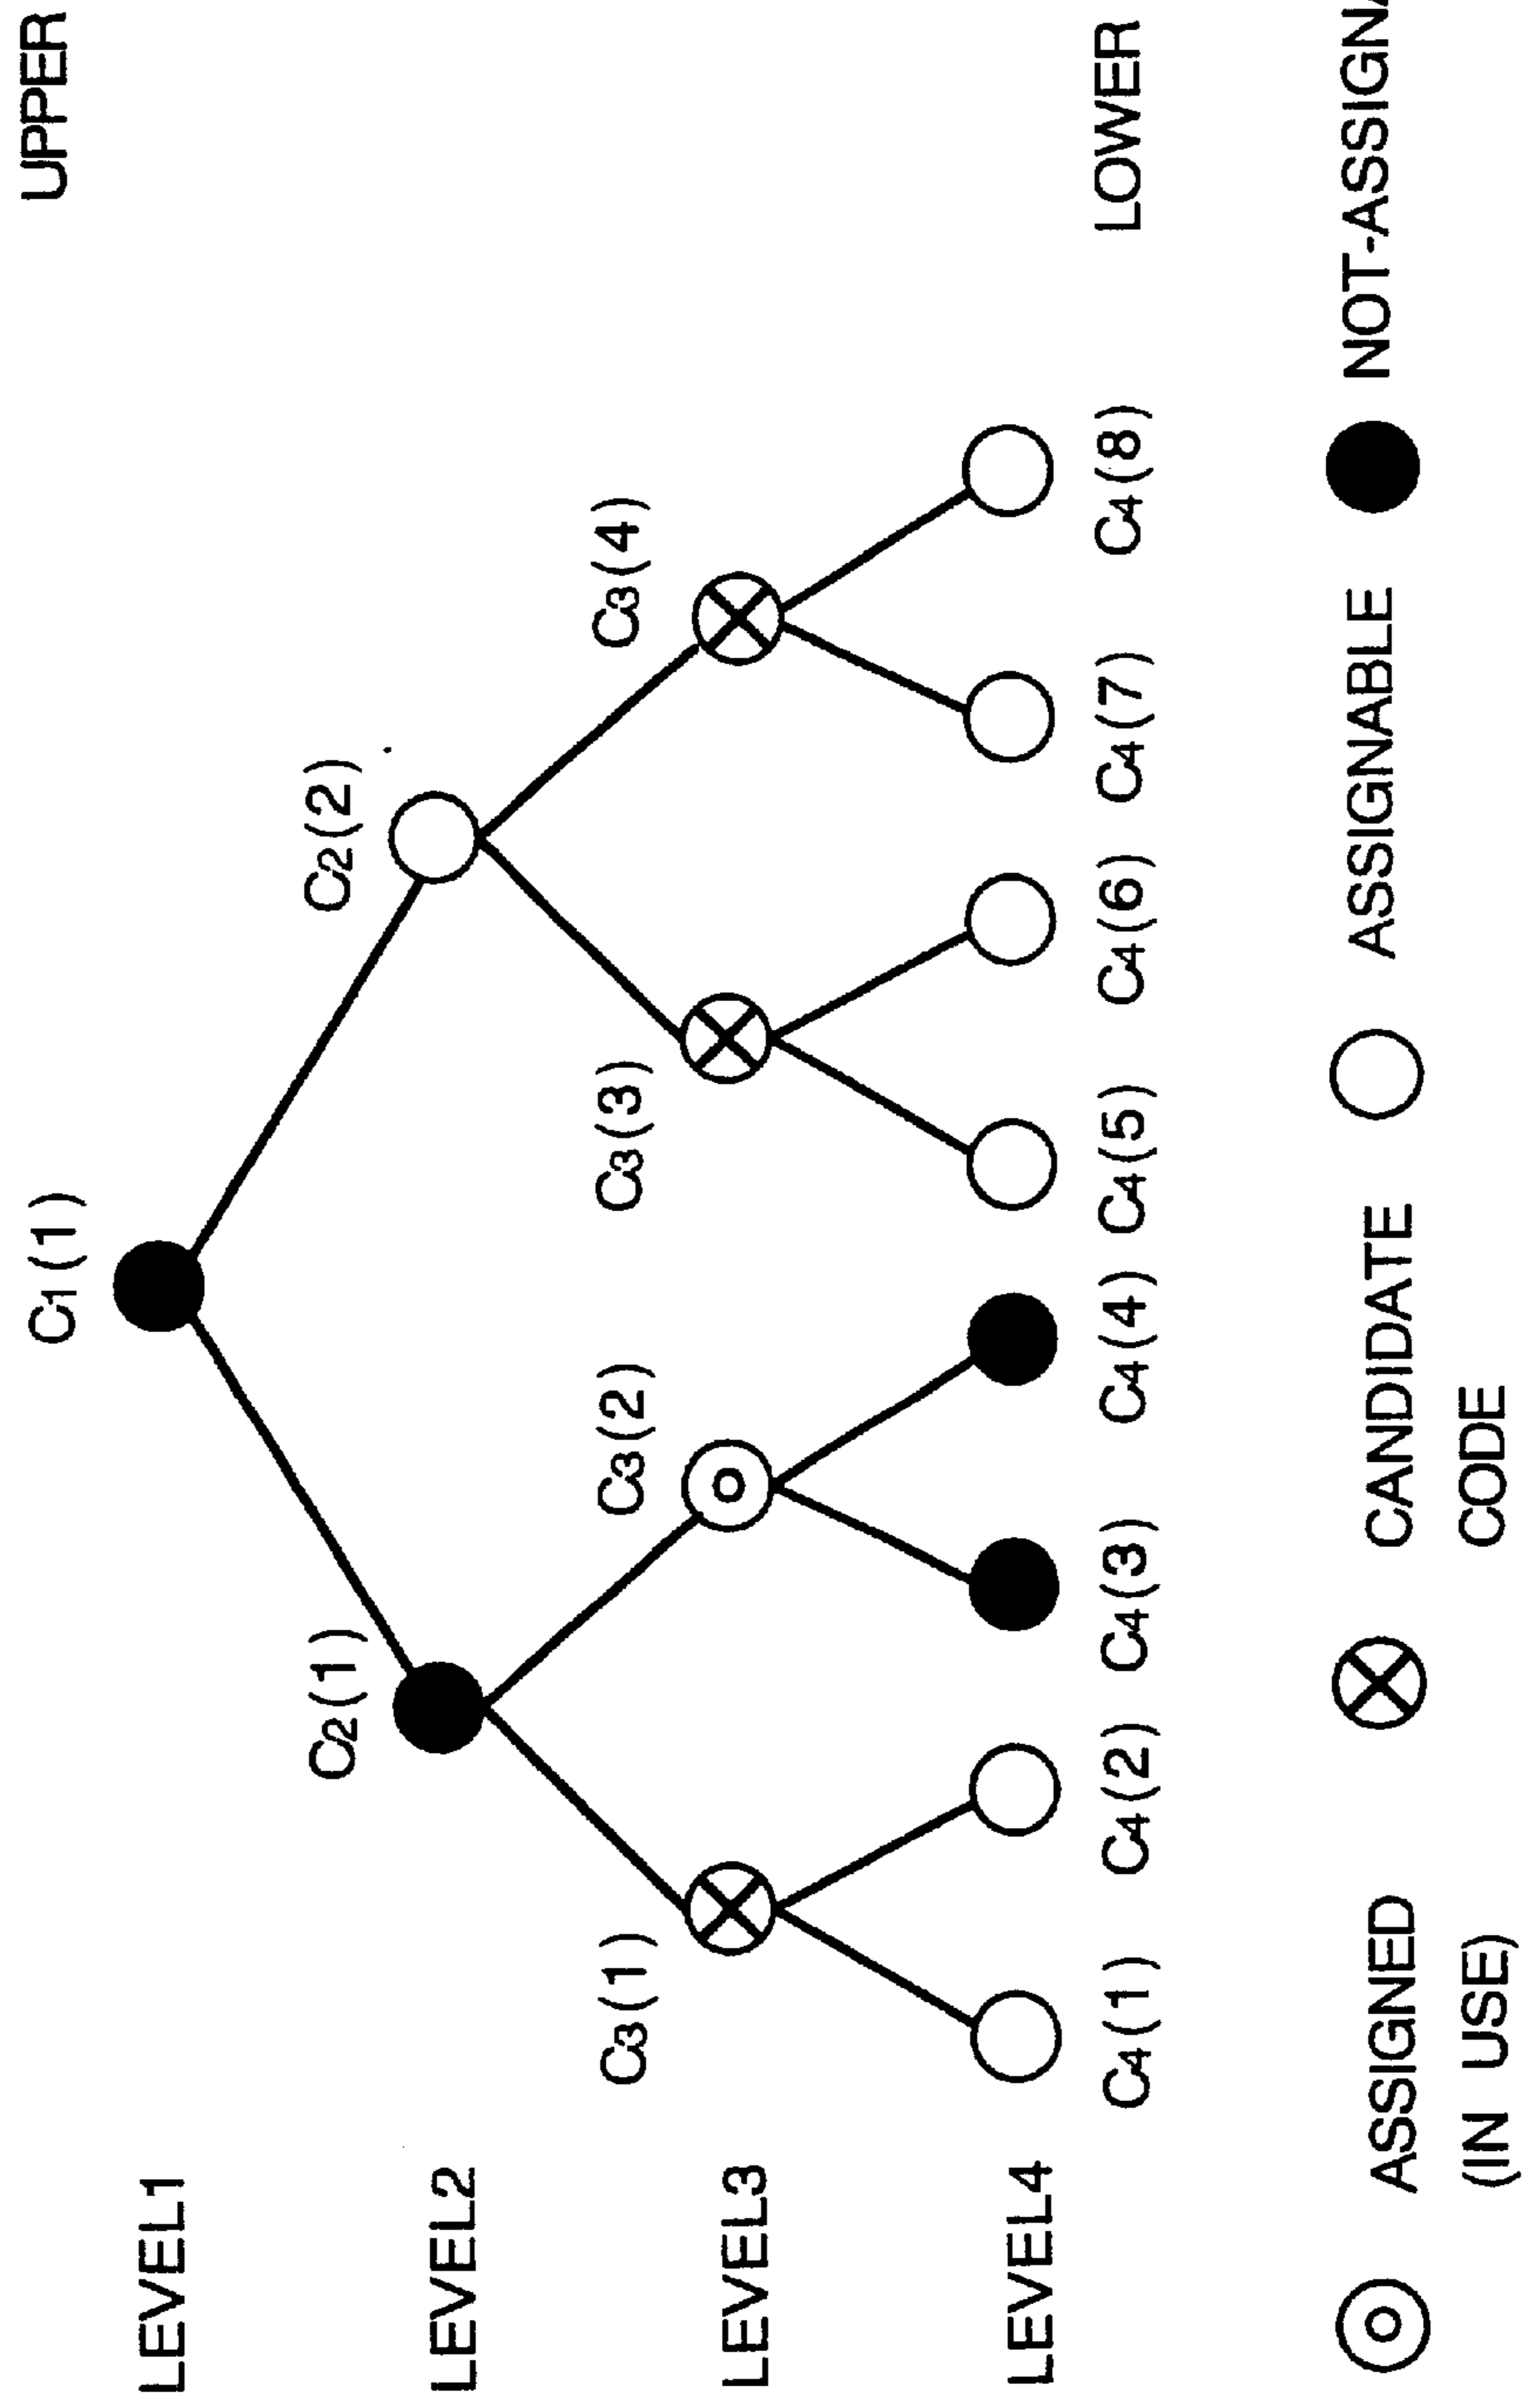 UPPER
C1(1)
LEVEL1
C2(1) C2(2)
LEVEL2
C3(1) C3(2) C3(3) C3(4)
LEVEL3
LEVEL4
C4(1) C4(2) C4(3) C4(4) C4(5) C4(6) C4(7) C4(8) LOWER
ASSIGNED CANDIDATE ASSIGNABLE
(IN USE) CODE